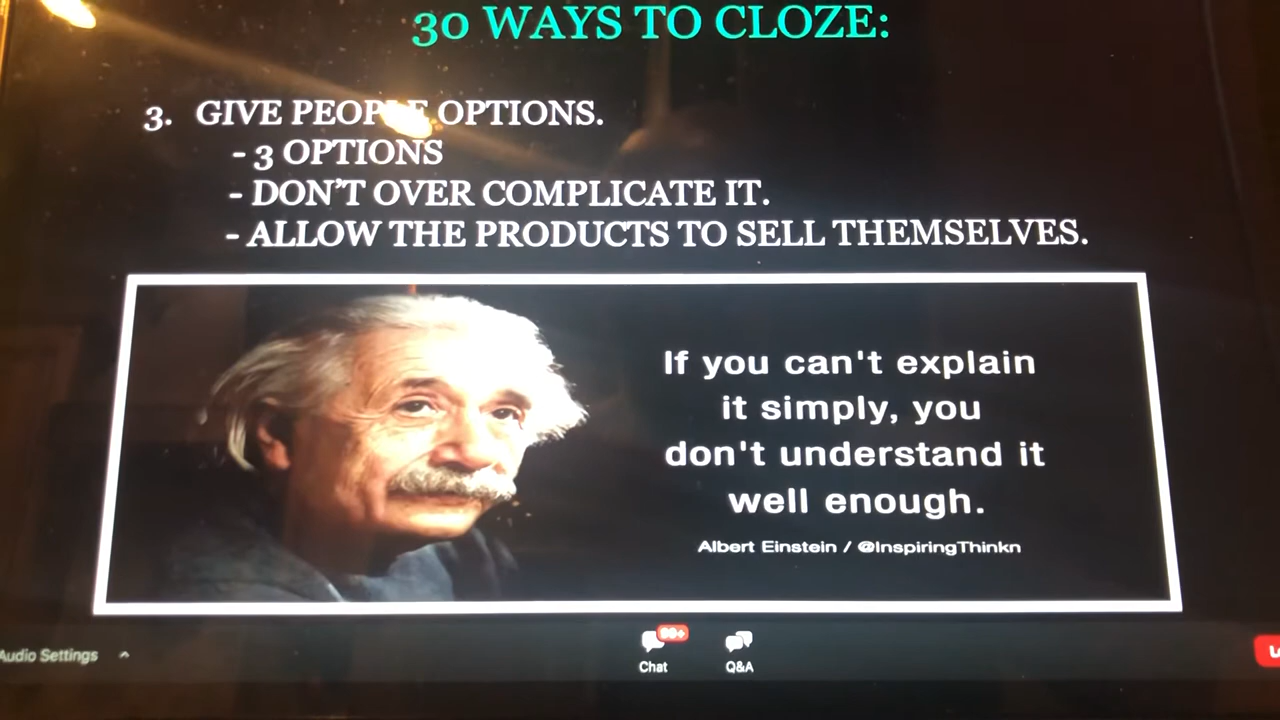 30 WAYS TO CLOZE:
3. GIVE PEOPLE OPTIONS.
- 3 OPTIONS
- DON'T OVER COMPLICATE IT.
- ALLOW THE PRODUCTS TO SELL THEMSELVES.
If you can't explain
it simply, you
don't understand it
well enough.
Albert Einstein / @InspiringThinkn
Audio Settings
99+
Chat
Q&A